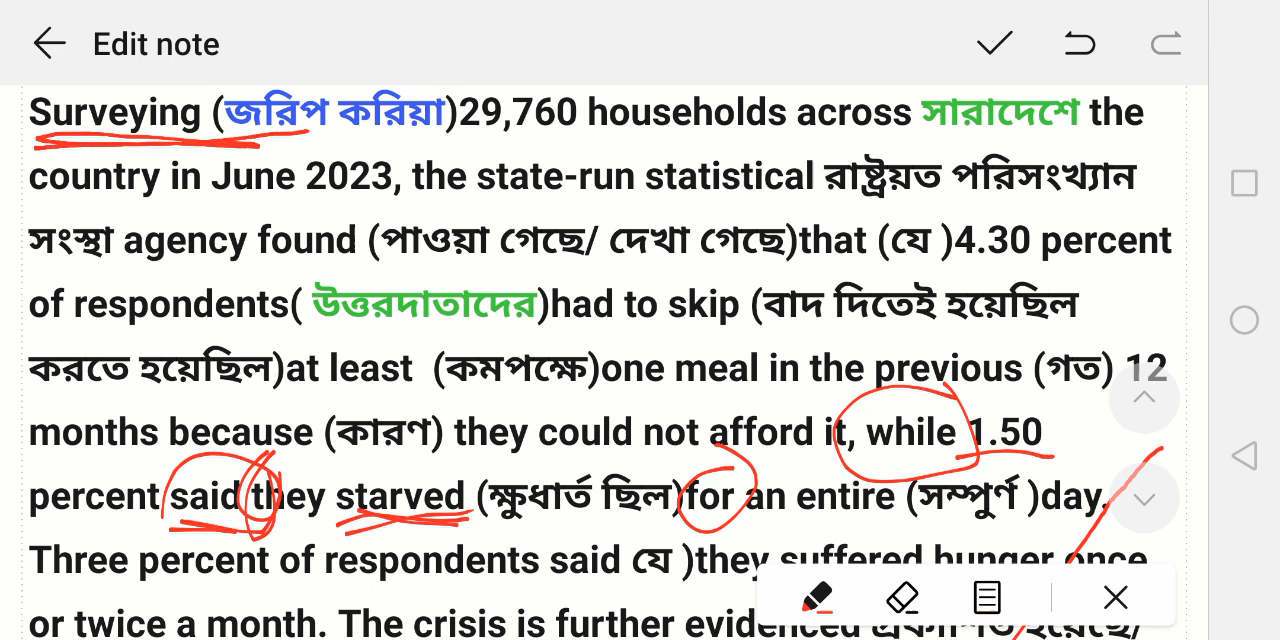 Edit note
Surveying (জরিপ করিয়া)29,760 households across সারাদেশে the
country in June 2023, the state-run statistical রাষ্ট্রয়ত পরিসংখ্যান
সংস্থা agency found (পাওয়া গেছে/ দেখা গেছে)that (যে )4.30 percent
of respondents( উত্তরদাতাদের)had to skip (বাদ দিতেই হয়েছিল
করতে হয়েছিল)at least (কমপক্ষে)one meal in the previous (গত) 12
months because (কারণ) they could not afford it, while 1.50
percent said they starved (ক্ষুধার্ত ছিল)for an entire (সম্পুর্ণ )day.
Three percent of respondents said যে )they suffered hunger once
or twice a month. The crisis is further evidenced প্রকাশিত হয়েছে/